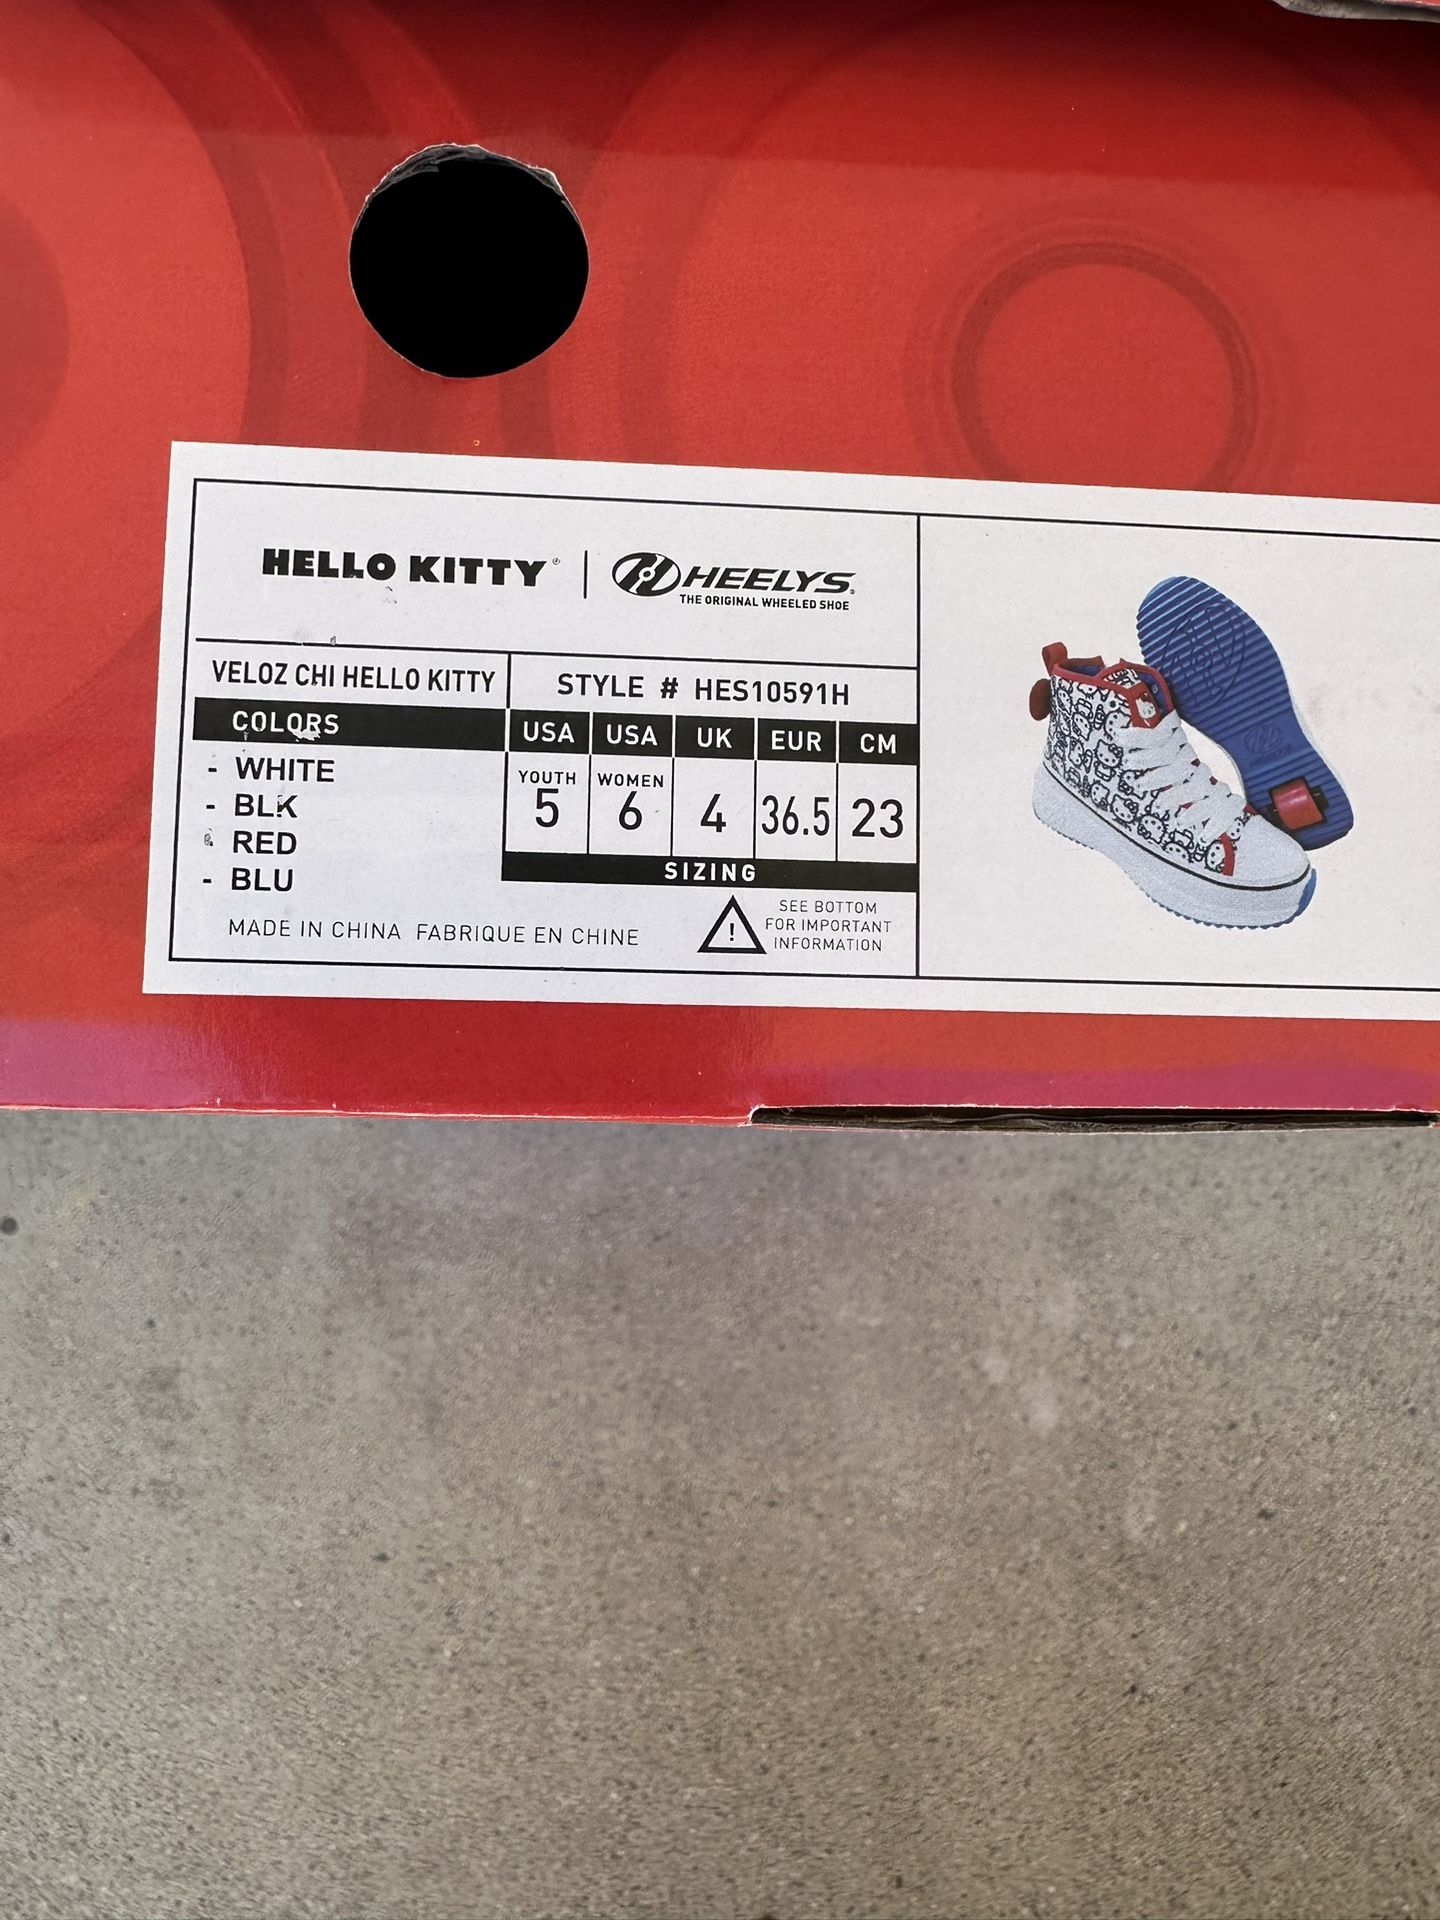 HELLO KITTY® | HEELYS®
THE ORIGINAL WHEELED SHOE
VELOZ CHI HELLO KITTY
STYLE # HES10591H
COLORS
- WHITE
- BLK
- RED
- BLU
USA USA UK EUR CM
YOUTH WOMEN
5 6 4 36.5 23
SIZING
MADE IN CHINA FABRIQUE EN CHINE
!
SEE BOTTOM
FOR IMPORTANT
INFORMATION